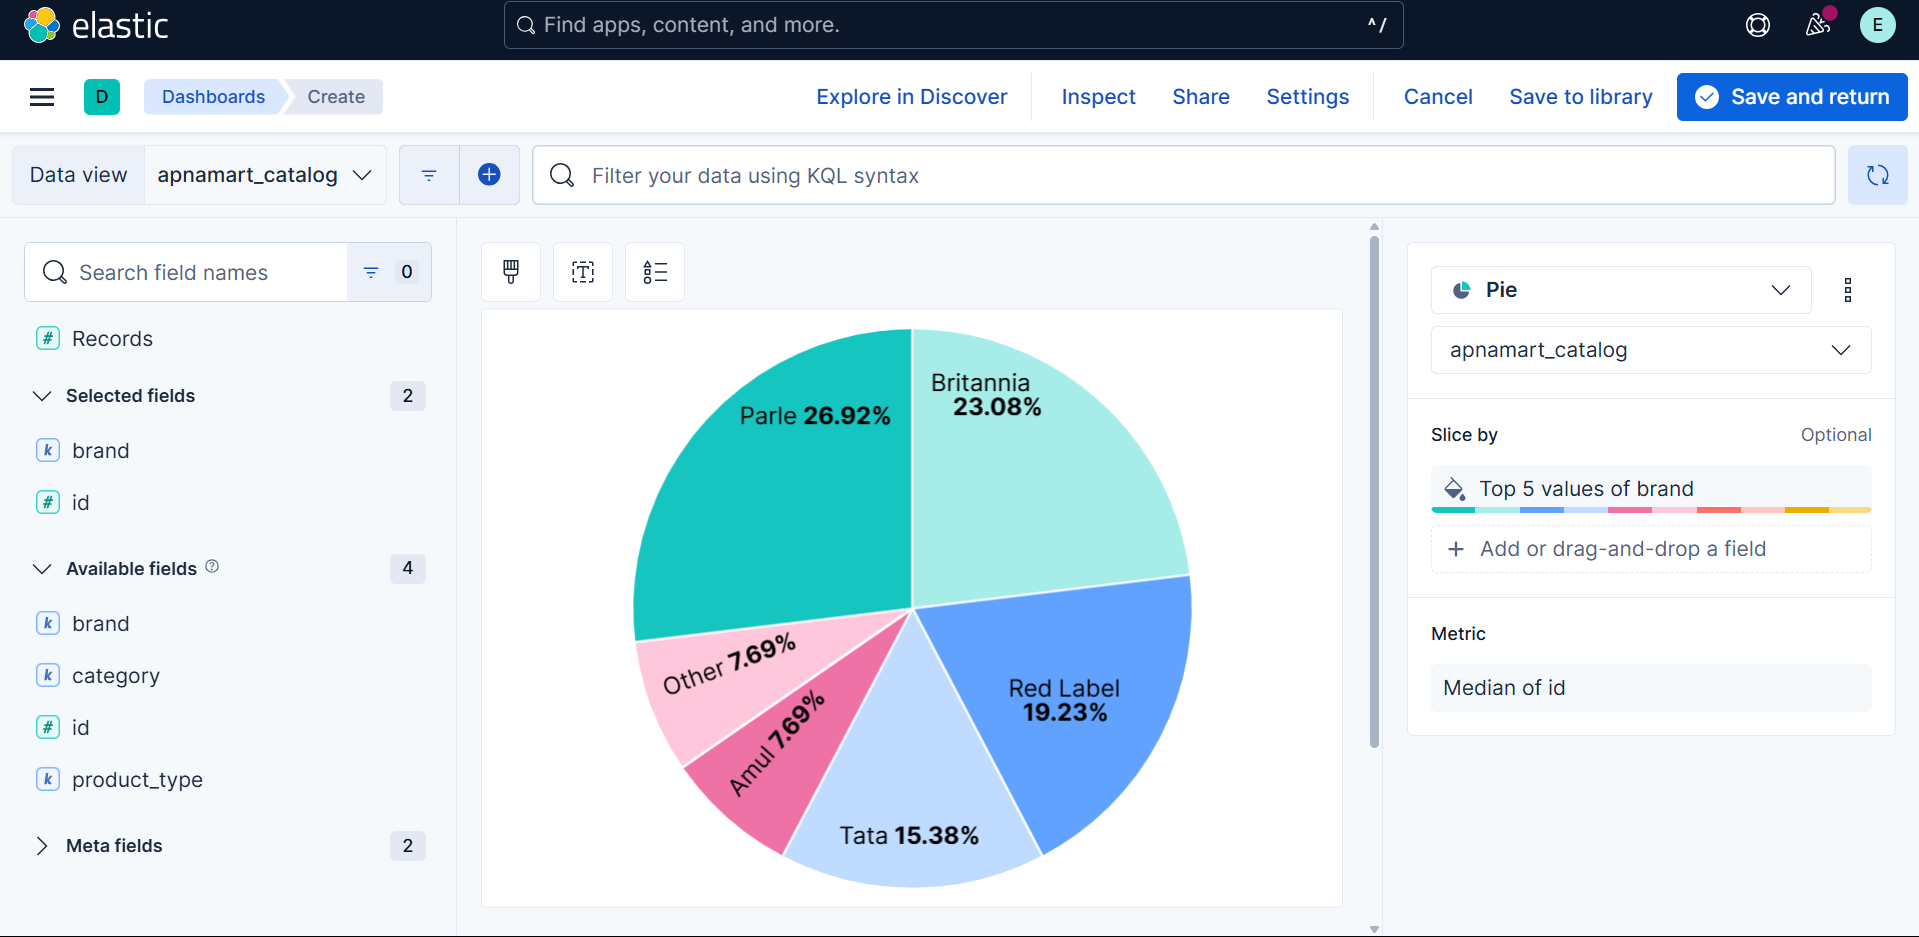 elastic
Find apps, content, and more.
^ /
E
D
Dashboards
Create
Explore in Discover
Inspect
Share
Settings
Cancel
Save to library
Save and return
Data view
apnamart_catalog
Filter your data using KQL syntax
Search field names
0
# Records
Selected fields
2
k brand
# id
Available fields ?
4
k brand
k category
# id
k product_type
Meta fields
2
T
Parle 26.92%
Britannia
23.08%
Other 7.69%
Amul 7.69%
Red Label
19.23%
Tata 15.38%
Pie
apnamart_catalog
Slice by
Optional
Top 5 values of brand
+ Add or drag-and-drop a field
Metric
Median of id